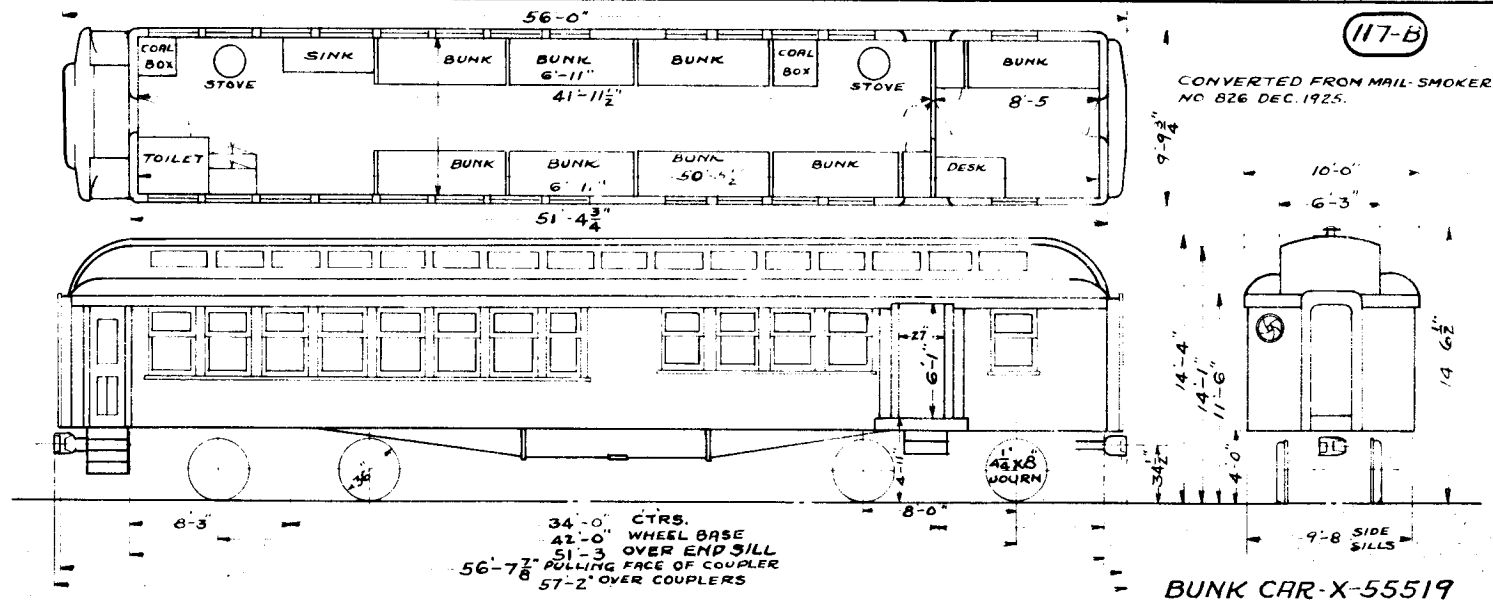 56'-0"
117-B
CONVERTED FROM MAIL-SMOKER
NO 826 DEC. 1925.
COAL BOX
STOVE
SINK
BUNK
BUNK
6'-11"
BUNK
COAL BOX
STOVE
BUNK
41'-11½"
8'-5
9'-9¾"
TOILET
BUNK
BUNK
6'-11"
BUNK
50'-5½"
BUNK
DESK
51'-4¾"
10'-0"
6'-3"
27"
6'-1"
14'-4"
14'-1"
11'-6"
14'6½"
36"
4'-11"
4¼X8"
JOURN
34½"
4'-0"
8'-3"
8'-0"
34'-0" CTRS.
42'-0" WHEEL BASE
51'-3 OVER END SILL
56'-7⅞" PULLING FACE OF COUPLER
57'-2" OVER COUPLERS
9'-8 SIDE SILLS
BUNK CAR-X-55519